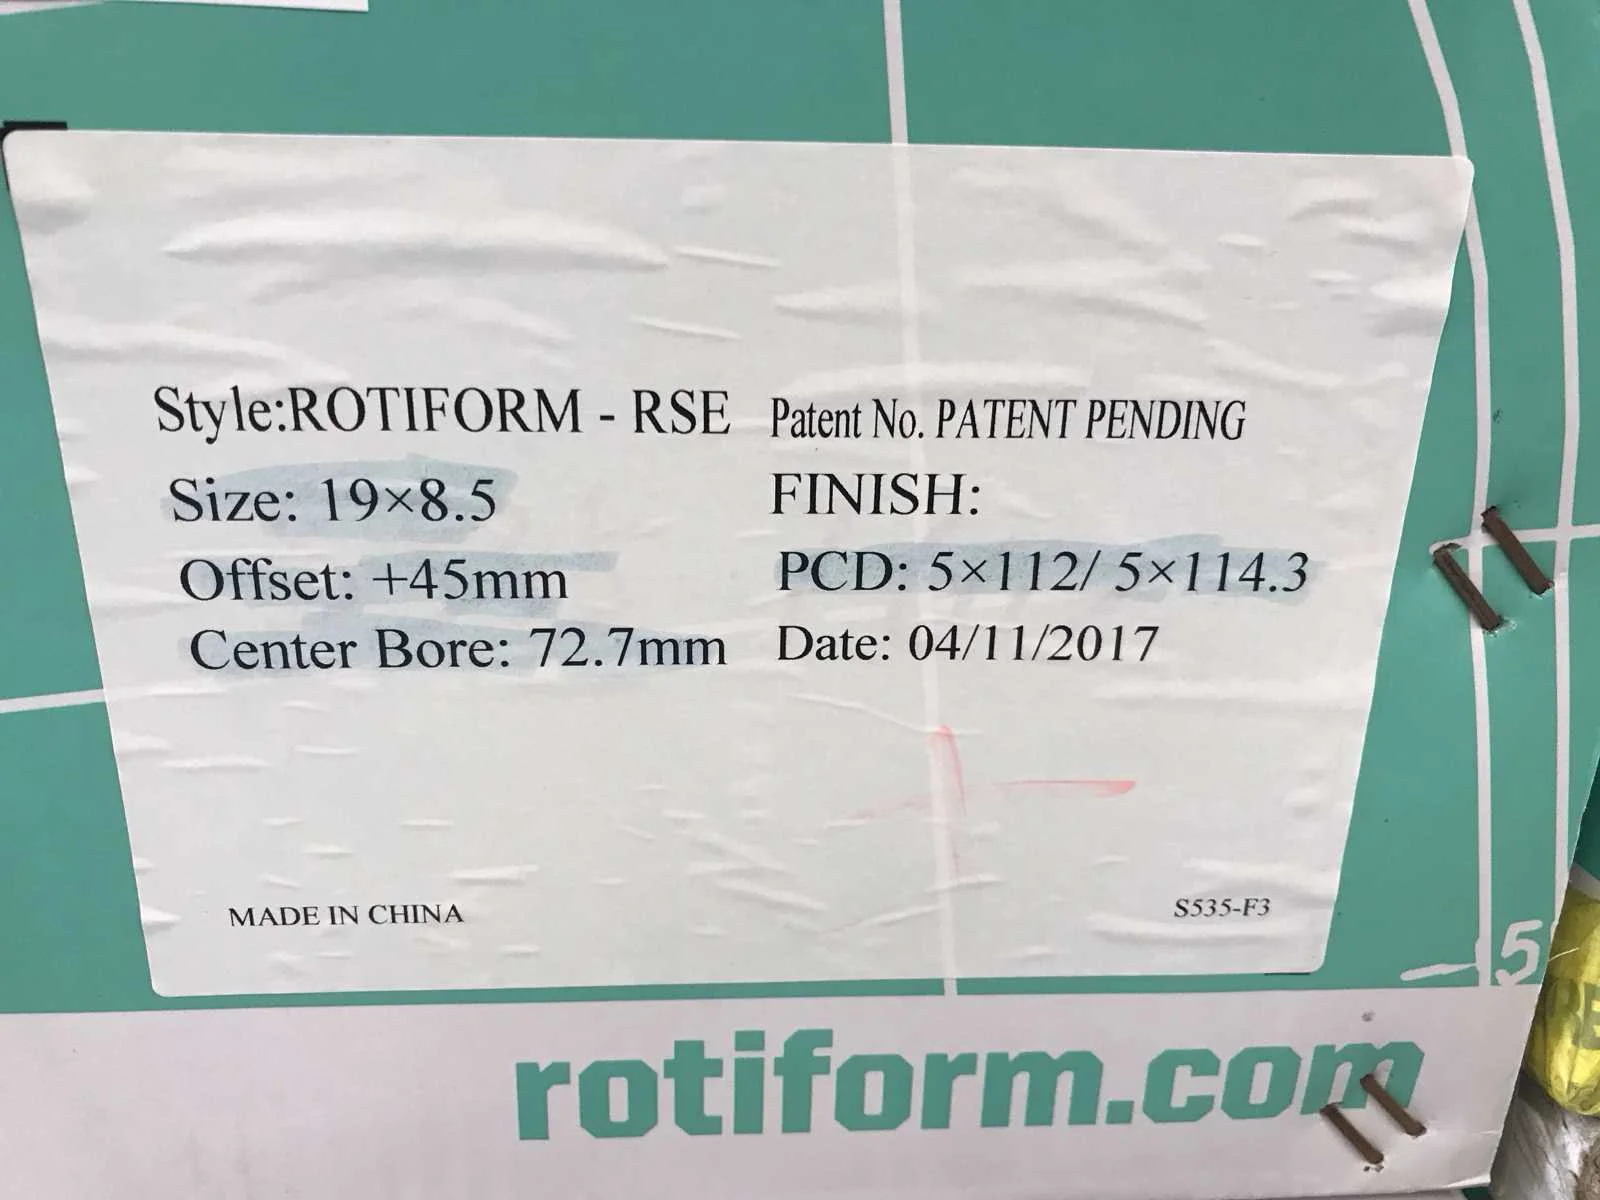 Style:ROTIFORM - RSE Patent No. PATENT PENDING
Size: 19×8.5 FINISH:
Offset: +45mm PCD: 5×112/ 5×114.3
Center Bore: 72.7mm Date: 04/11/2017
MADE IN CHINA S535-F3
5
rotiform.com